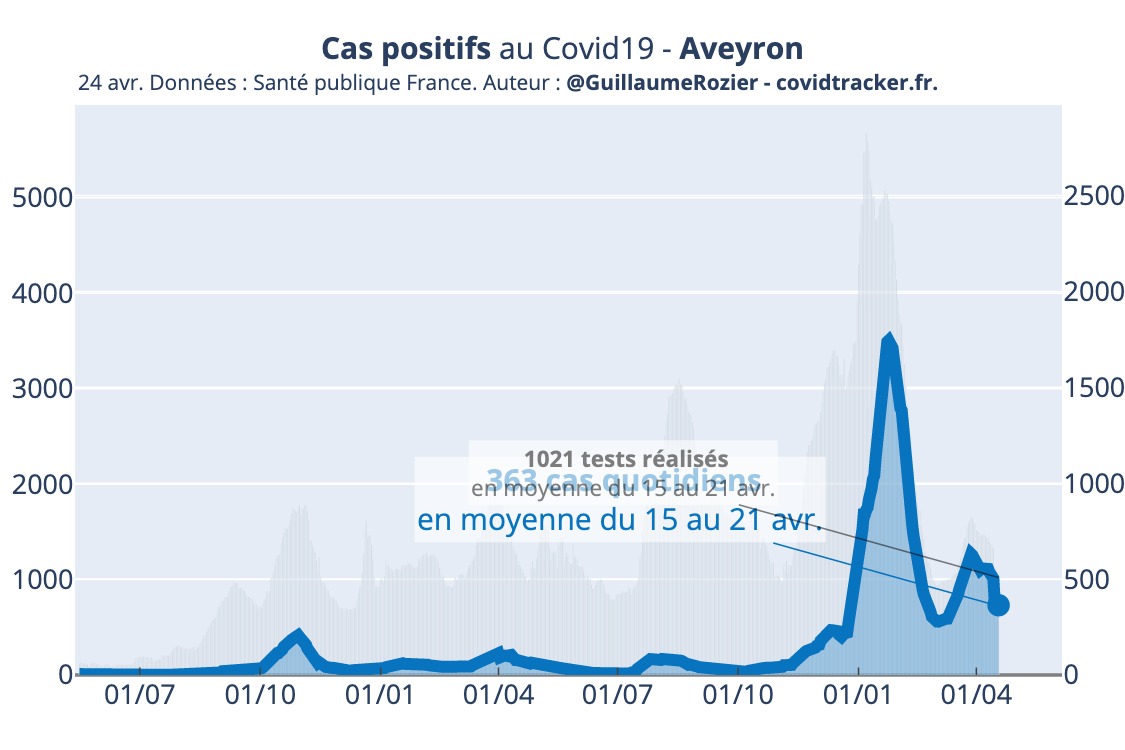 Cas positifs au Covid19 - Aveyron
24 avr. Données : Santé publique France. Auteur : @GuillaumeRozier - covidtracker.fr.
5000
4000
3000
2000
1000
0
2500
2000
1500
1000
500
0
1021 tests réalisés
en moyenne du 15 au 21 avr.
363 cas quotidiens
en moyenne du 15 au 21 avr.
01/07 01/10 01/01 01/04 01/07 01/10 01/01 01/04